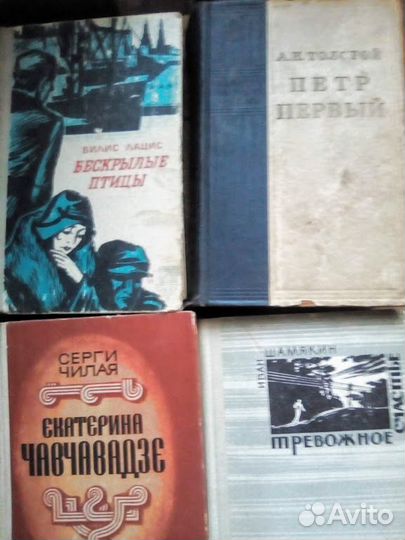 ВИЛИС ЛАЦИС
БЕСКРЫЛЫЕ
ПТИЦЫ
А.Н.ТОЛСТОЙ
ПЕТР
ПЕРВЫЙ
СЕРГИ
ЧИЛАЯ
ЕКАТЕРИНА
ЧАВЧАВАДЗЕ
ИВАН ШАМЯКИН
ТРЕВОЖНОЕ
СЧАСТЬЕ
Avito